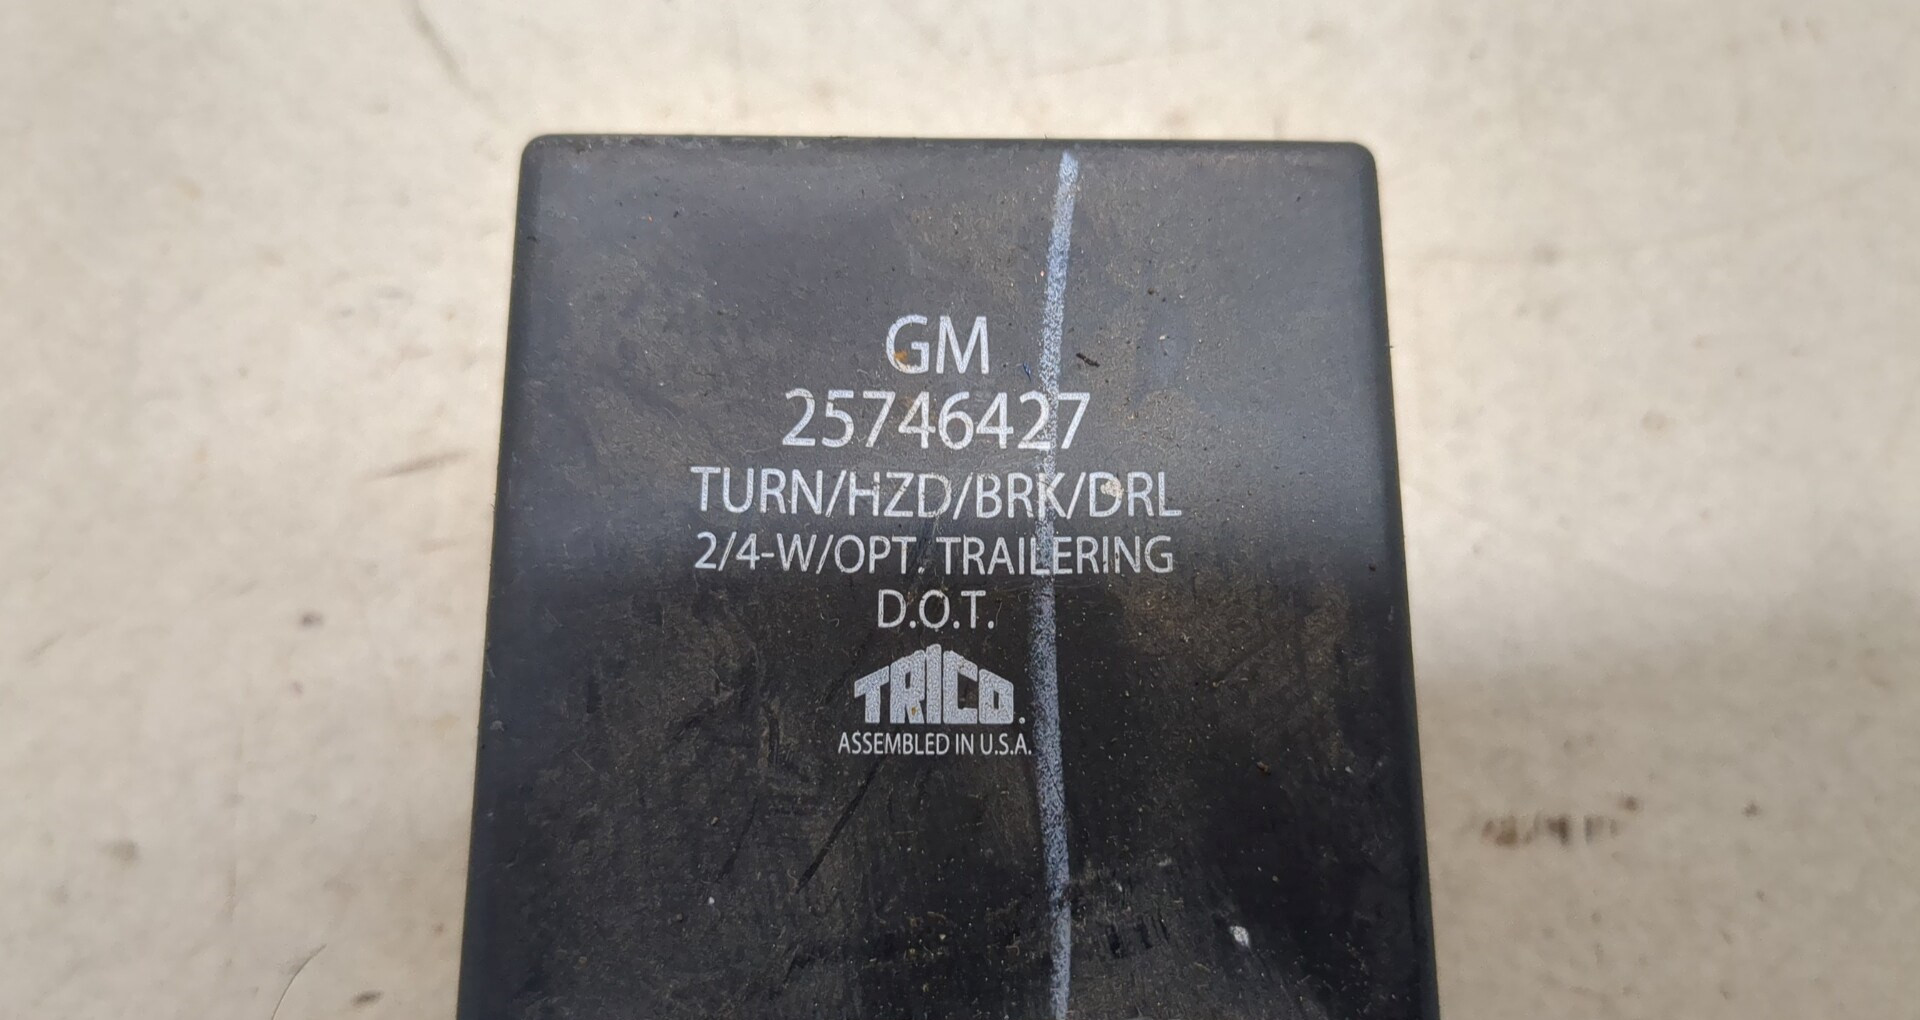 GM
25746427
TURN/HZD/BRK/DRL
2/4-W/OPT. TRAILERING
D.O.T.
TRICO.
ASSEMBLED IN U.S.A.